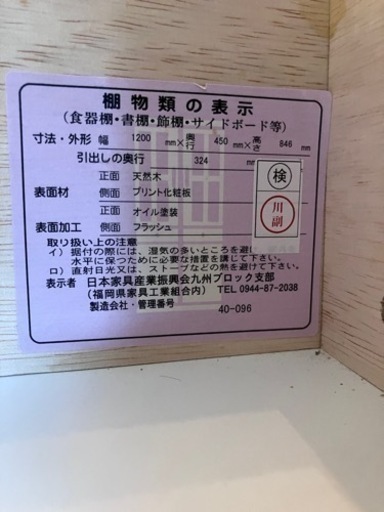 棚物類の表示
(食器棚・書棚・飾棚・サイドボード等)
寸法・外形 幅 1200 mm×奥行 450 mm×高さ 846 mm
引出しの奥行 324 mm
表面材 正面 天然木
側面 プリント化粧板
表面加工 正面 オイル塗装
側面 フラッシュ
検
川副
取り扱い上の注意
イ)据付の際には、湿気の多いところを避け、
水平に保つために必要な措置を講じて下さい。
ロ)直射日光又は、ストーブなどの熱を避けて下さい。
表示者 日本家具産業振興会九州ブロック支部
(福岡県家具工業組合内) TEL 0944-87-2038
製造会社・管理番号
40-096